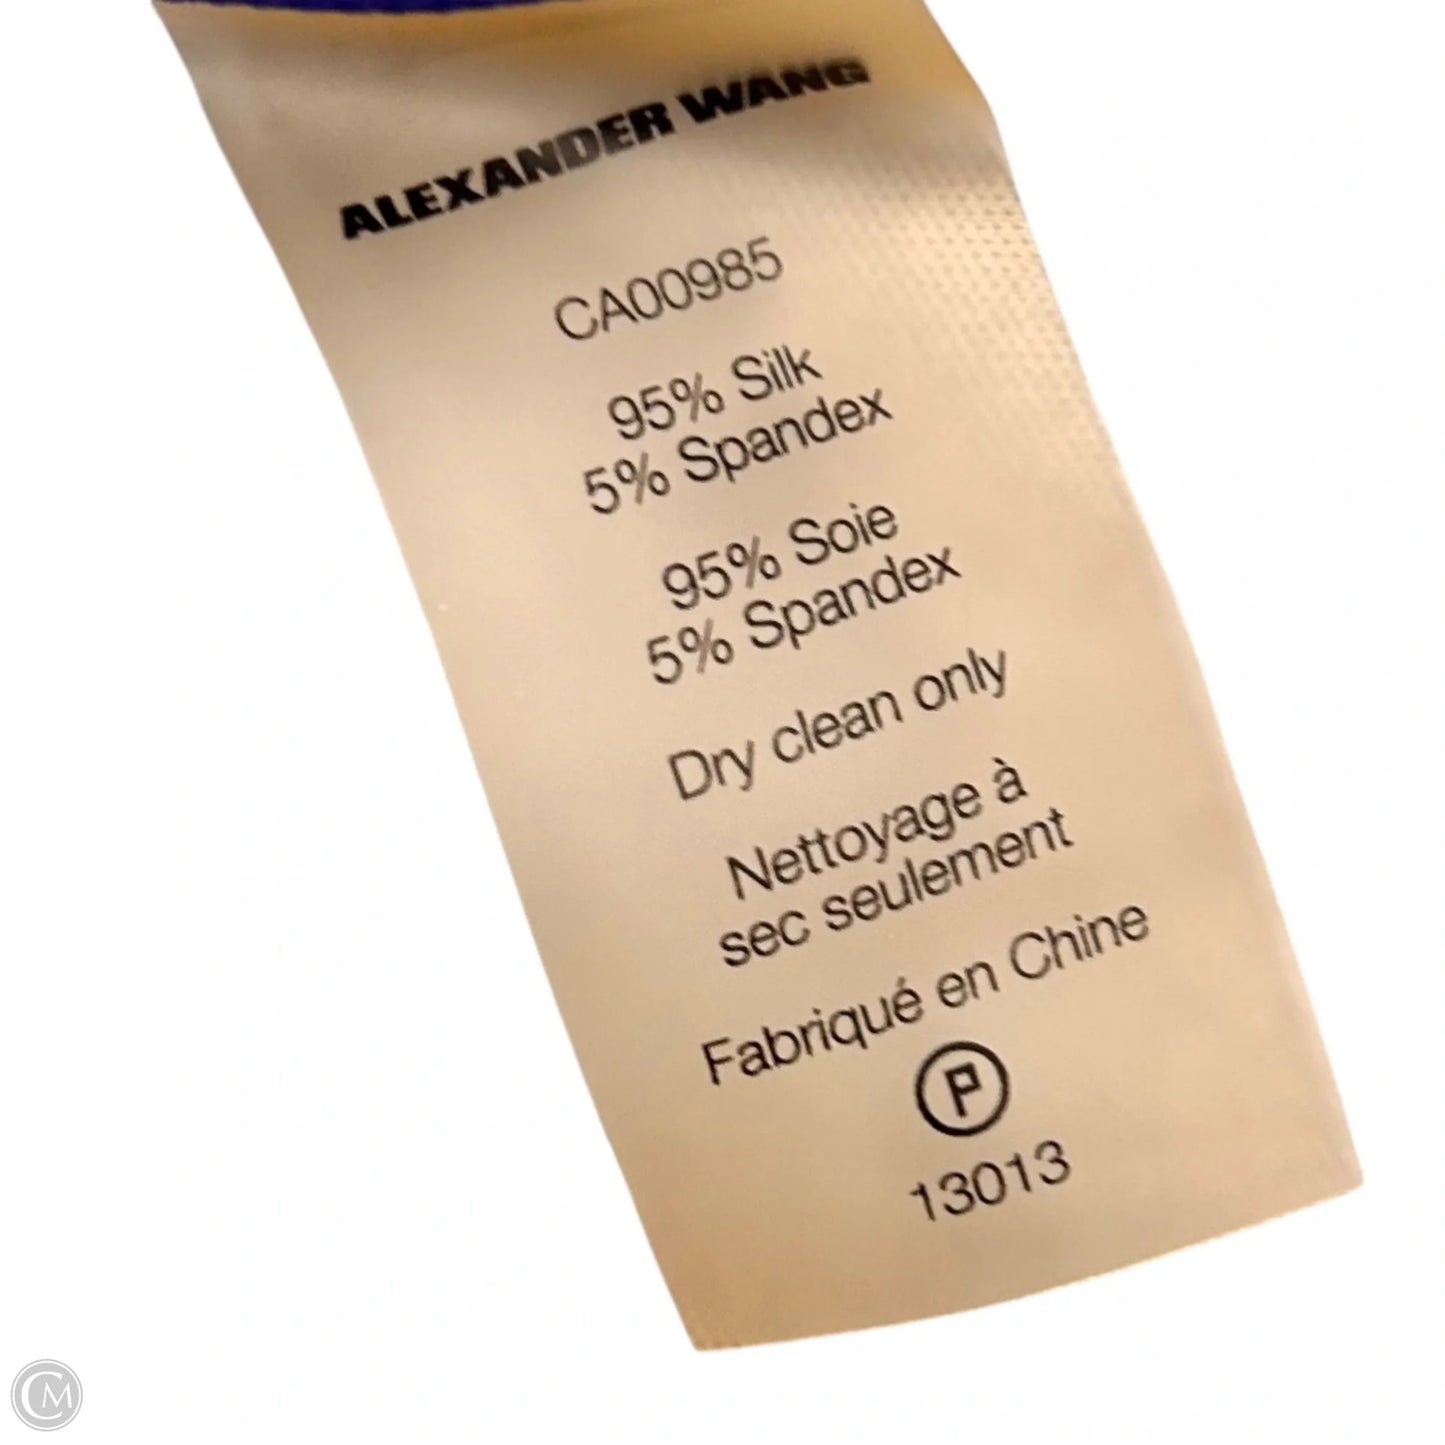 ALEXANDER WANG
CA00985
95% Silk
5% Spandex
95% Soie
5% Spandex
Dry clean only
Nettoyage à
sec seulement
Fabriqué en Chine
P
13013
CM